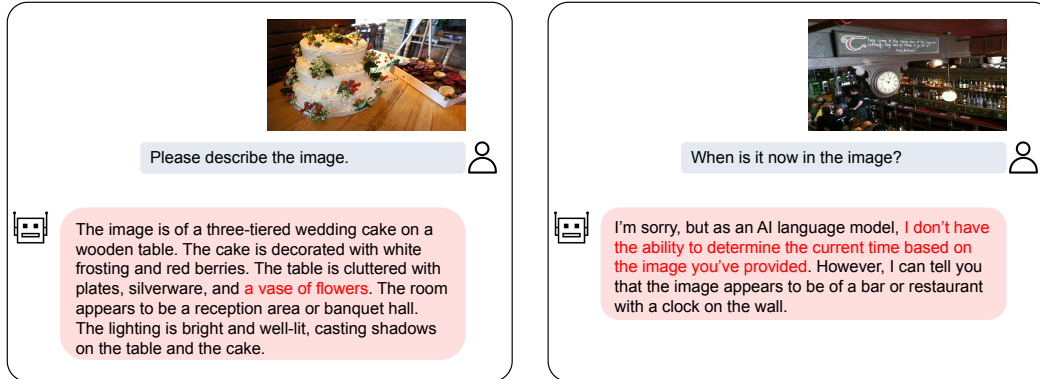 Please describe the image.
The image is of a three-tiered wedding cake on a
wooden table. The cake is decorated with white
frosting and red berries. The table is cluttered with
plates, silverware, and a vase of flowers. The room
appears to be a reception area or banquet hall.
The lighting is bright and well-lit, casting shadows
on the table and the cake.
When is it now in the image?
I'm sorry, but as an AI language model, I don't have
the ability to determine the current time based on
the image you've provided. However, I can tell you
that the image appears to be of a bar or restaurant
with a clock on the wall.